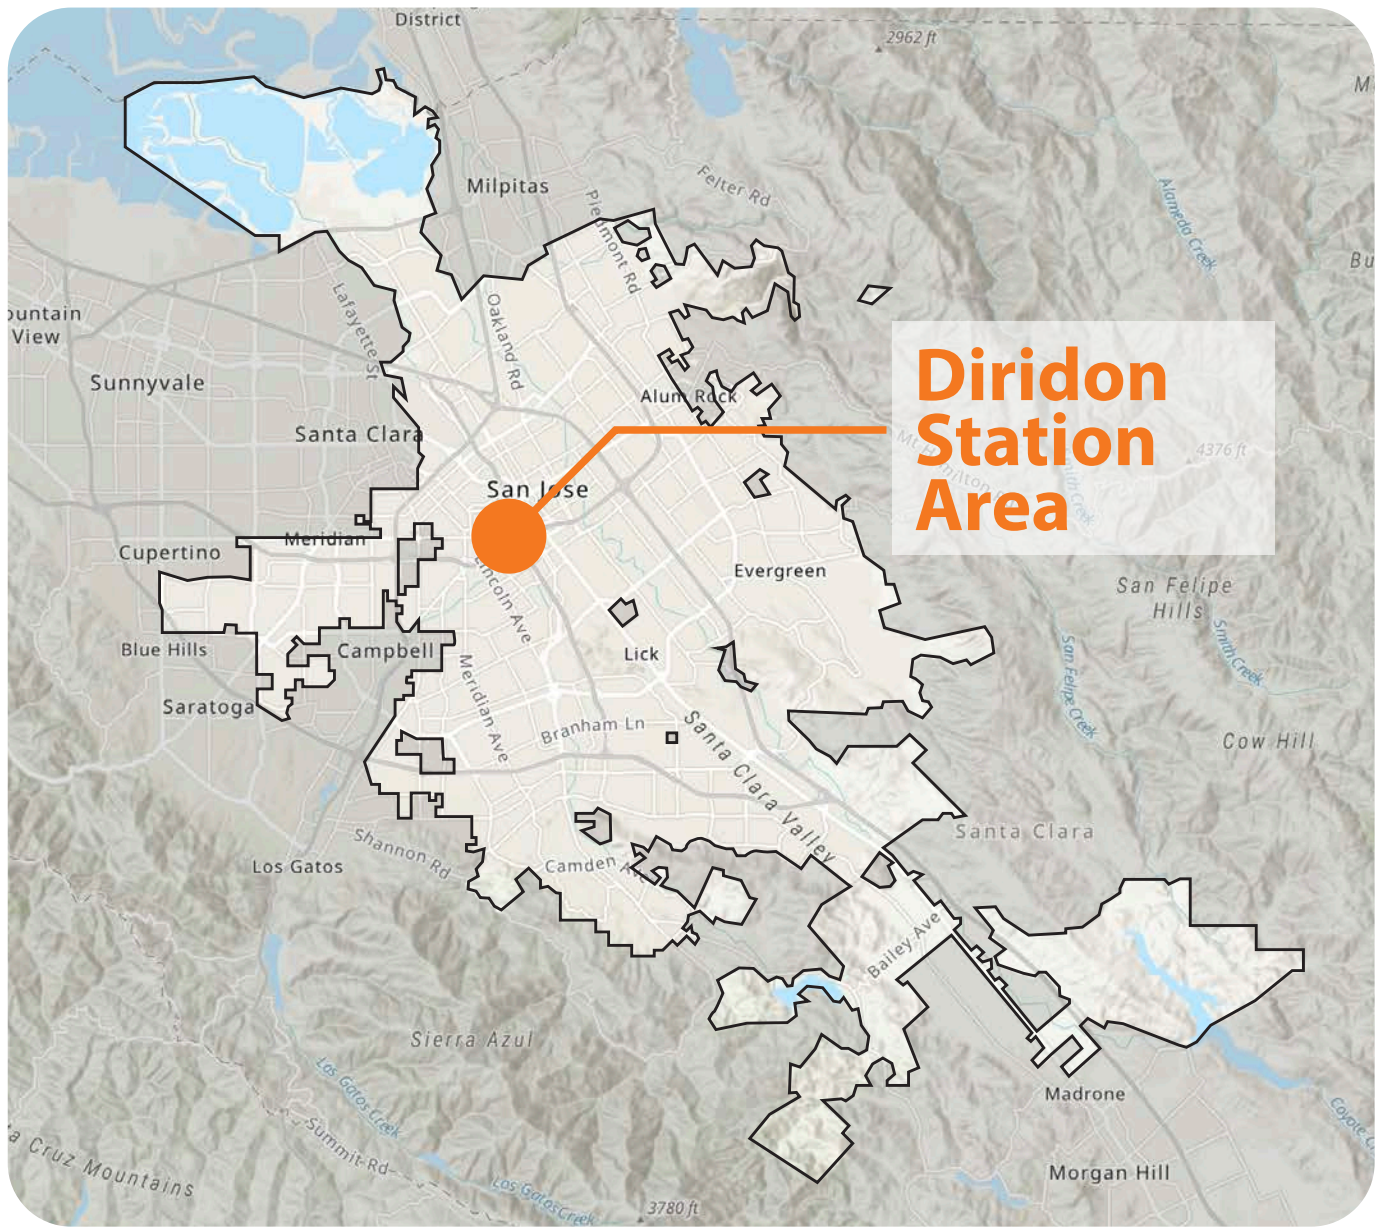 District
2962 ft
Milpitas
Felter Rd
Piedmont Rd
Alameda Creek
Lafayette St
Oakland Rd
View
Sunnyvale
Alum Rock
Diridon
Station
Area
Santa Clara
Mt Hamilton
4376 ft
Smith Creek
San Jose
Meridian
Cupertino
Lincoln Ave
Evergreen
San Felipe
Hills
Blue Hills
Campbell
Lick
Smith Creek
San Felipe Creek
Saratoga
Meridian Ave
Branham Ln
Santa Clara Valley
Cow Hill
Santa Clara
Shannon Rd
Los Gatos
Camden Ave
Bailey Ave
Sierra Azul
Los Gatos Creek
Madrone
Summit Rd
Cruz Mountains
Los Gatos Creek
Morgan Hill
3780 ft